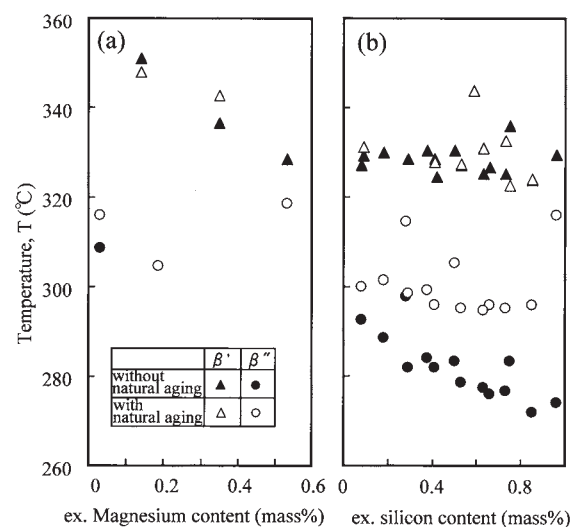 (a)
(b)
360
340
320
300
280
260
Temperature, T (℃)
β' β''
without
natural aging
with
natural aging
0 0.2 0.4 0.6
0 0.4 0.8
ex. Magnesium content (mass%)
ex. silicon content (mass%)